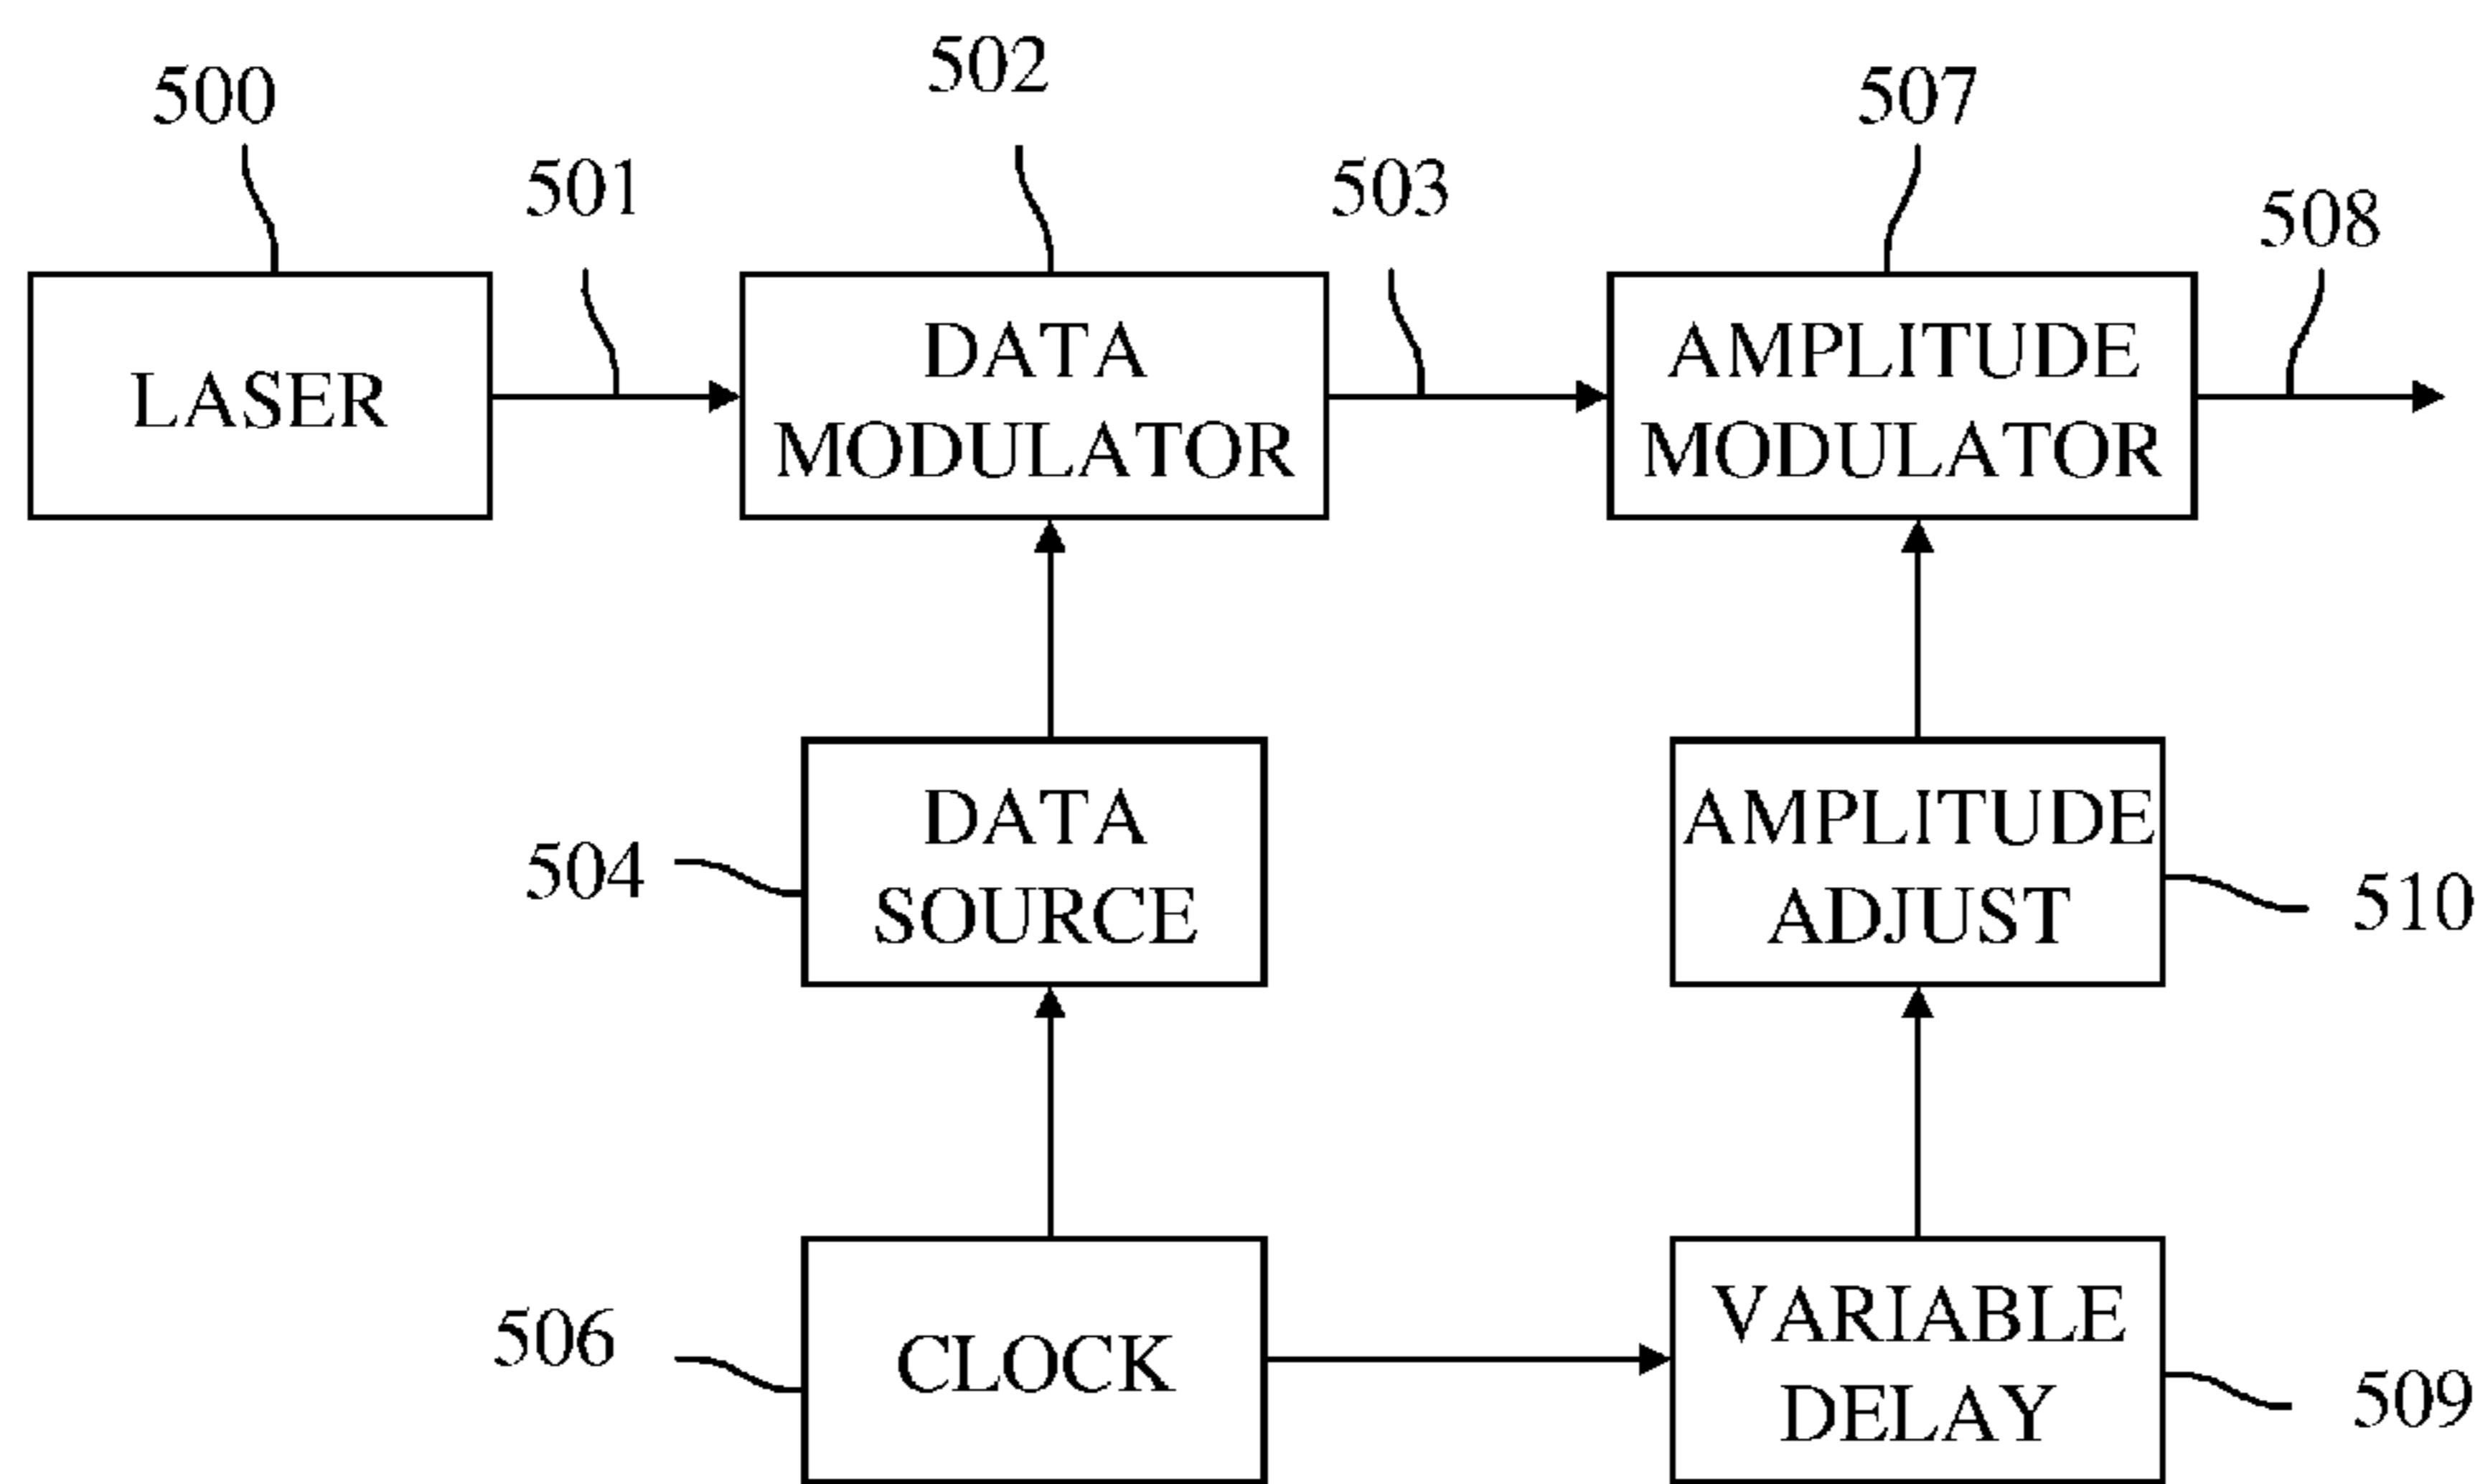 500
501
502
503
507
508
LASER
DATA
MODULATOR
AMPLITUDE
MODULATOR
504
DATA
SOURCE
AMPLITUDE
ADJUST
510
506
CLOCK
VARIABLE
DELAY
509